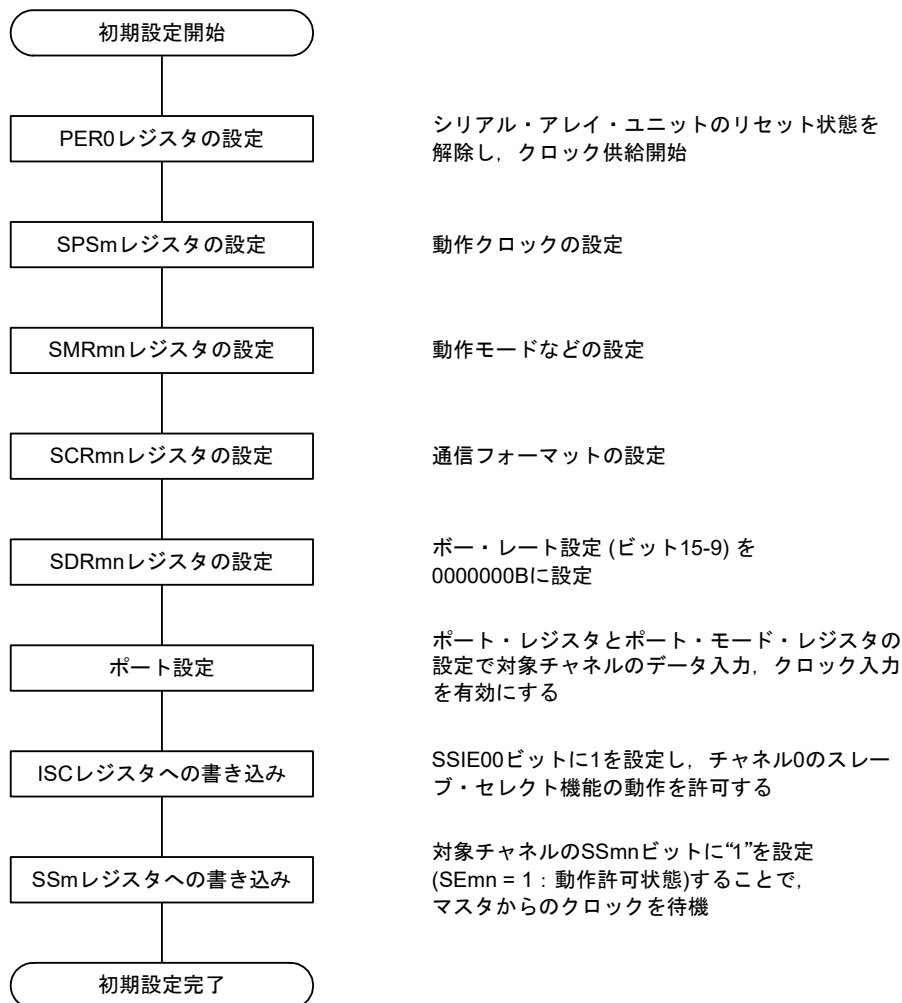 初期設定開始
PER0レジスタの設定
シリアル・アレイ・ユニットのリセット状態を
解除し，クロック供給開始
SPSmレジスタの設定
動作クロックの設定
SMRmnレジスタの設定
動作モードなどの設定
SCRmnレジスタの設定
通信フォーマットの設定
SDRmnレジスタの設定
ボー・レート設定 (ビット15-9) を
0000000Bに設定
ポート設定
ポート・レジスタとポート・モード・レジスタの
設定で対象チャネルのデータ入力，クロック入力
を有効にする
ISCレジスタへの書き込み
SSIE00ビットに1を設定し，チャネル0のスレー
ブ・セレクト機能の動作を許可する
SSmレジスタへの書き込み
対象チャネルのSSmnビットに“1”を設定
(SEmn = 1：動作許可状態)することで，
マスタからのクロックを待機
初期設定完了